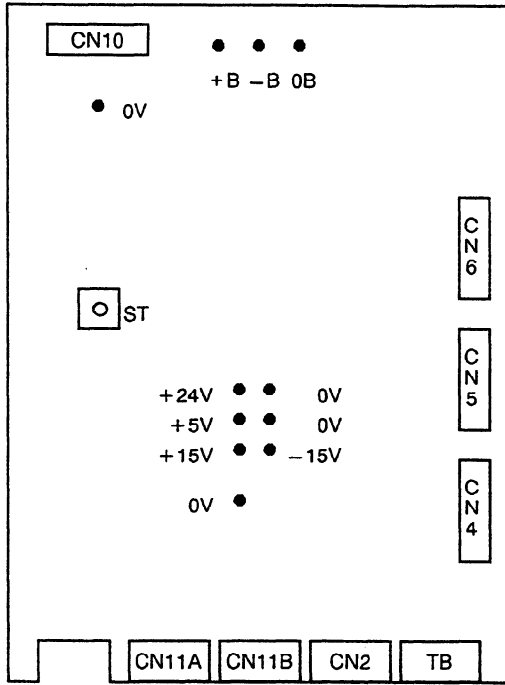 CN10
+B −B 0B
0V
CN6
ST
CN5
+24V 0V
+5V 0V
+15V −15V
CN4
0V
CN11A CN11B CN2 TB